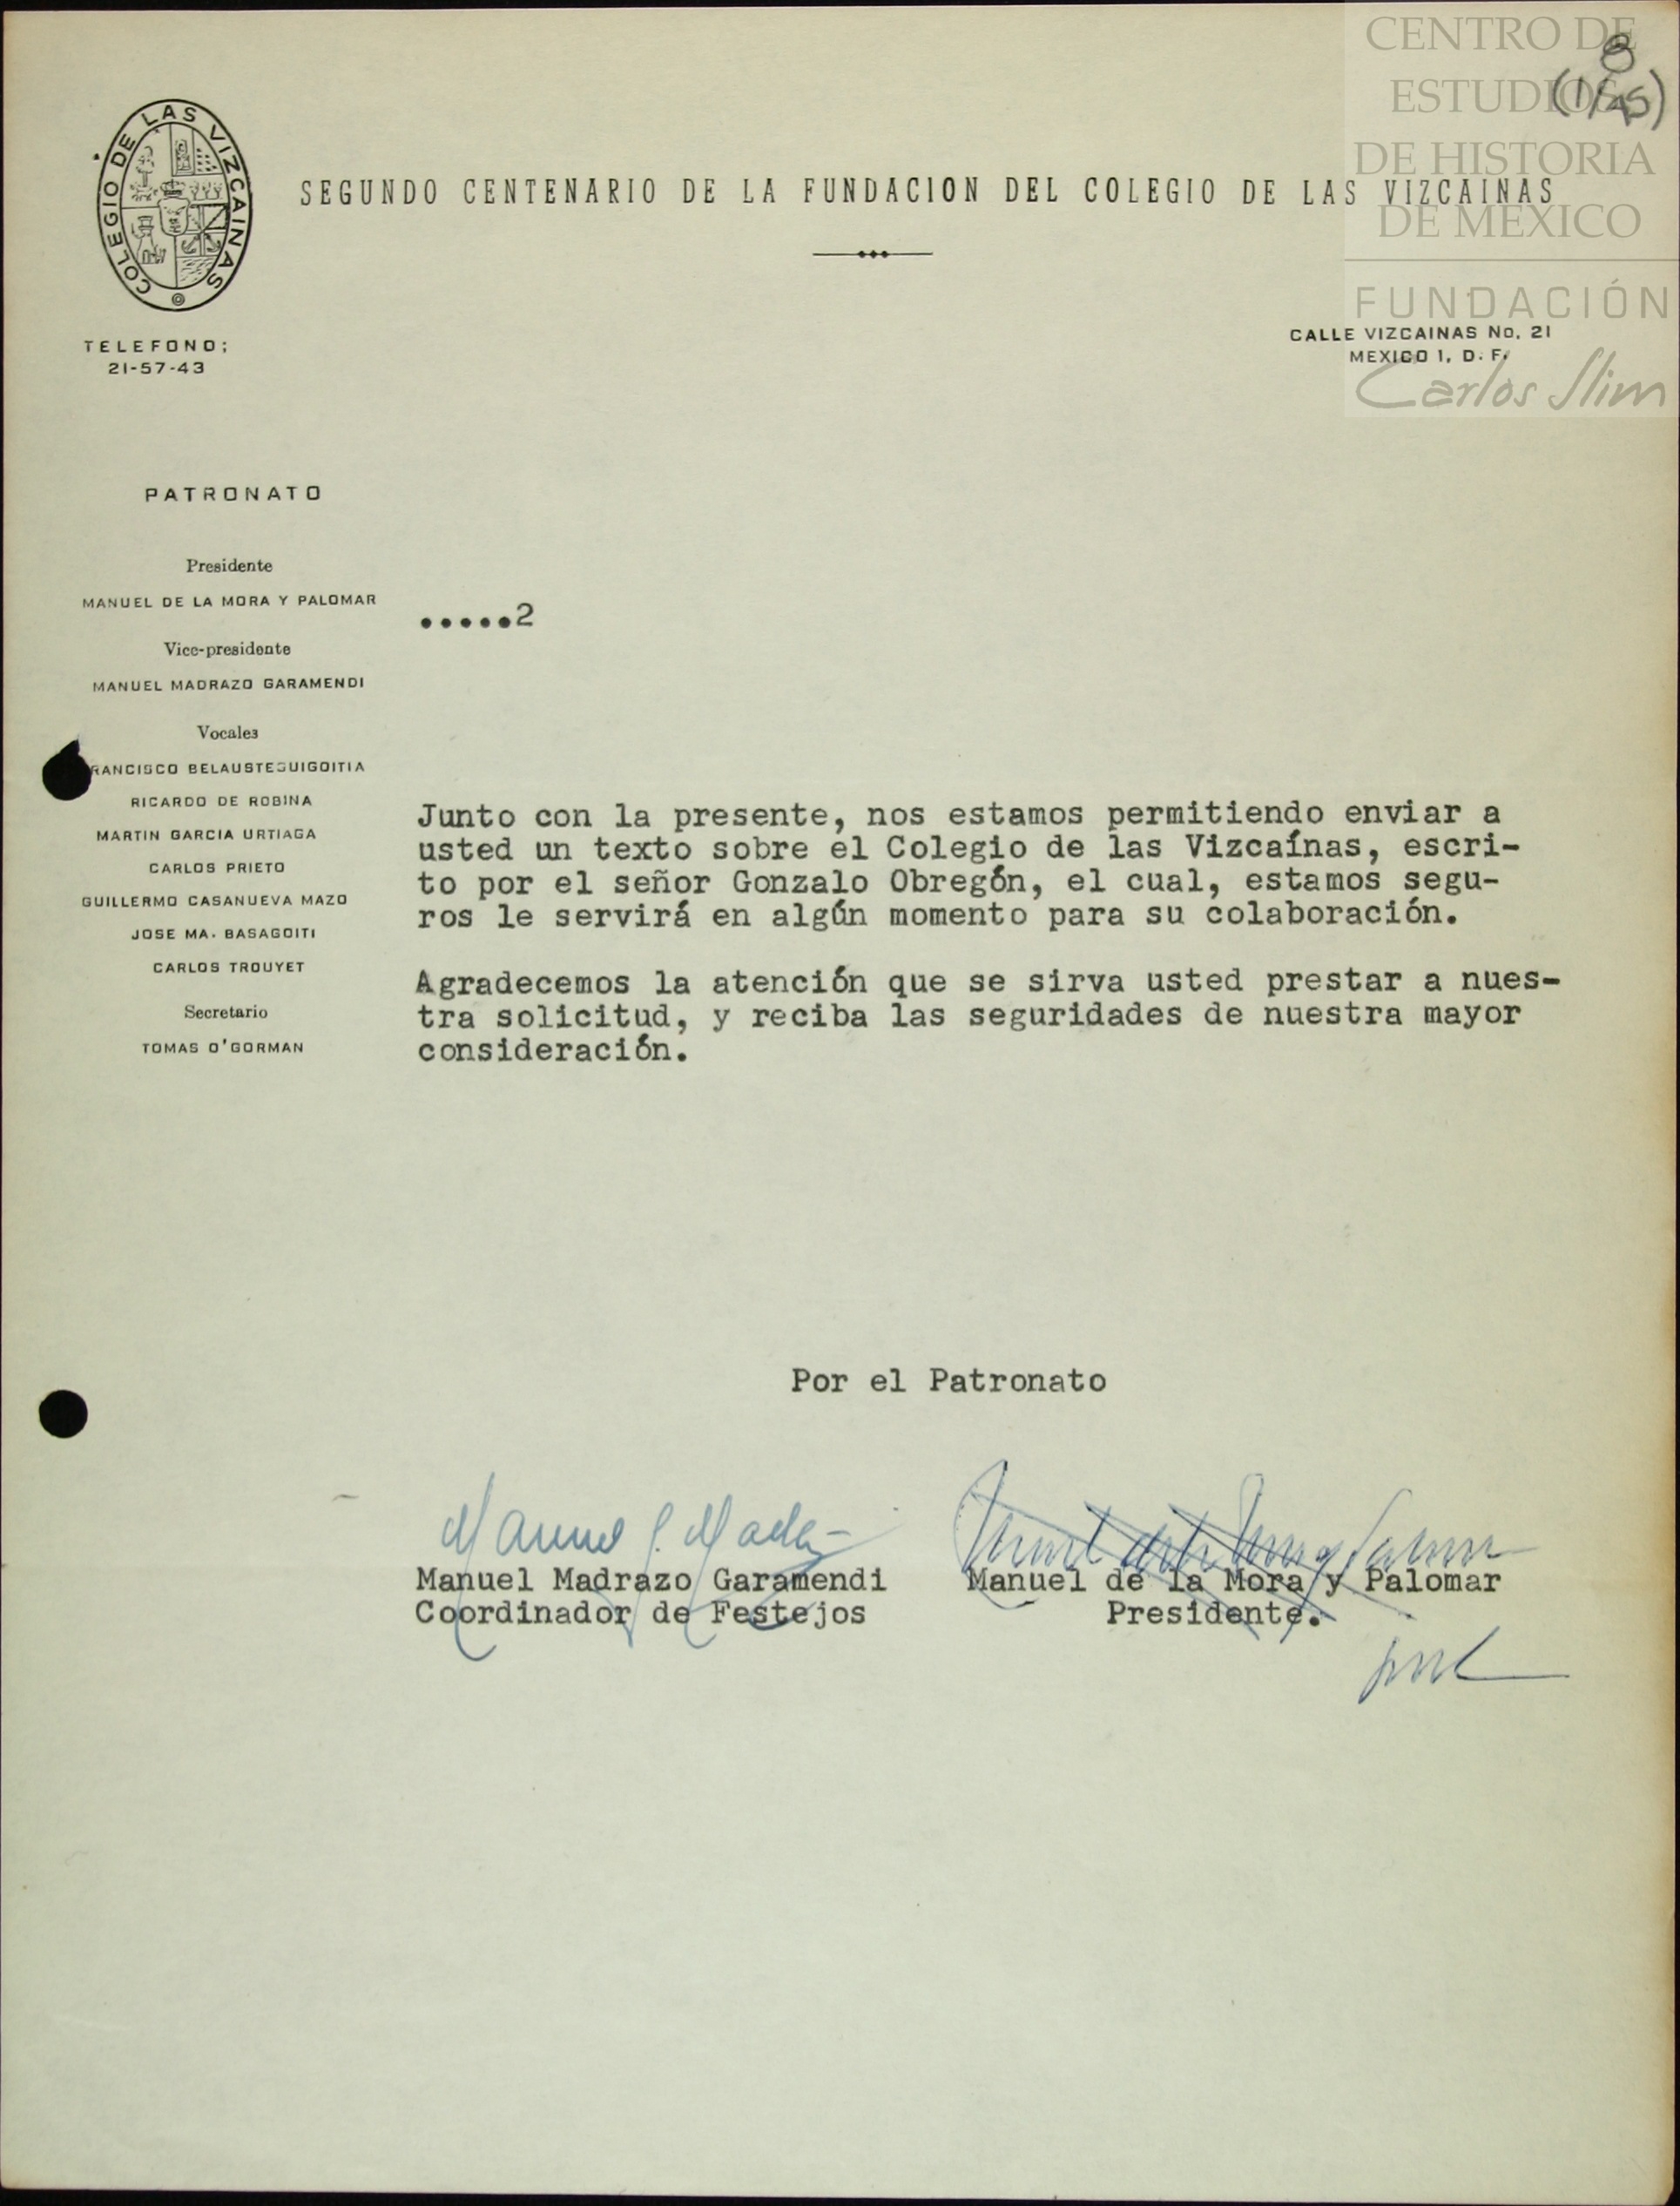 CENTRO DE
ESTUDIOS
DE HISTORIA
DE MEXICO
FUNDACIÓN
Carlos Slim
8
(1/45)
COLEGIO DE LAS VIZCAINAS
SEGUNDO CENTENARIO DE LA FUNDACION DEL COLEGIO DE LAS VIZCAINAS
TELEFONO;
21-57-43
CALLE VIZCAINAS No. 21
MEXICO 1, D. F.
PATRONATO
Presidente
MANUEL DE LA MORA Y PALOMAR
Vice-presidente
MANUEL MADRAZO GARAMENDI
Vocales
RANCISCO BELAUSTEGUIGOITIA
RICARDO DE ROBINA
MARTIN GARCIA URTIAGA
CARLOS PRIETO
GUILLERMO CASANUEVA MAZO
JOSE MA. BASAGOITI
CARLOS TROUYET
Secretario
TOMAS O'GORMAN
.....2
Junto con la presente, nos estamos permitiendo enviar a
usted un texto sobre el Colegio de las Vizcaínas, escri-
to por el señor Gonzalo Obregón, el cual, estamos segu-
ros le servirá en algún momento para su colaboración.
Agradecemos la atención que se sirva usted prestar a nues-
tra solicitud, y reciba las seguridades de nuestra mayor
consideración.
Por el Patronato
Manuel Madrazo Garamendi
Coordinador de Festejos
Manuel de la Mora y Palomar
Presidente.